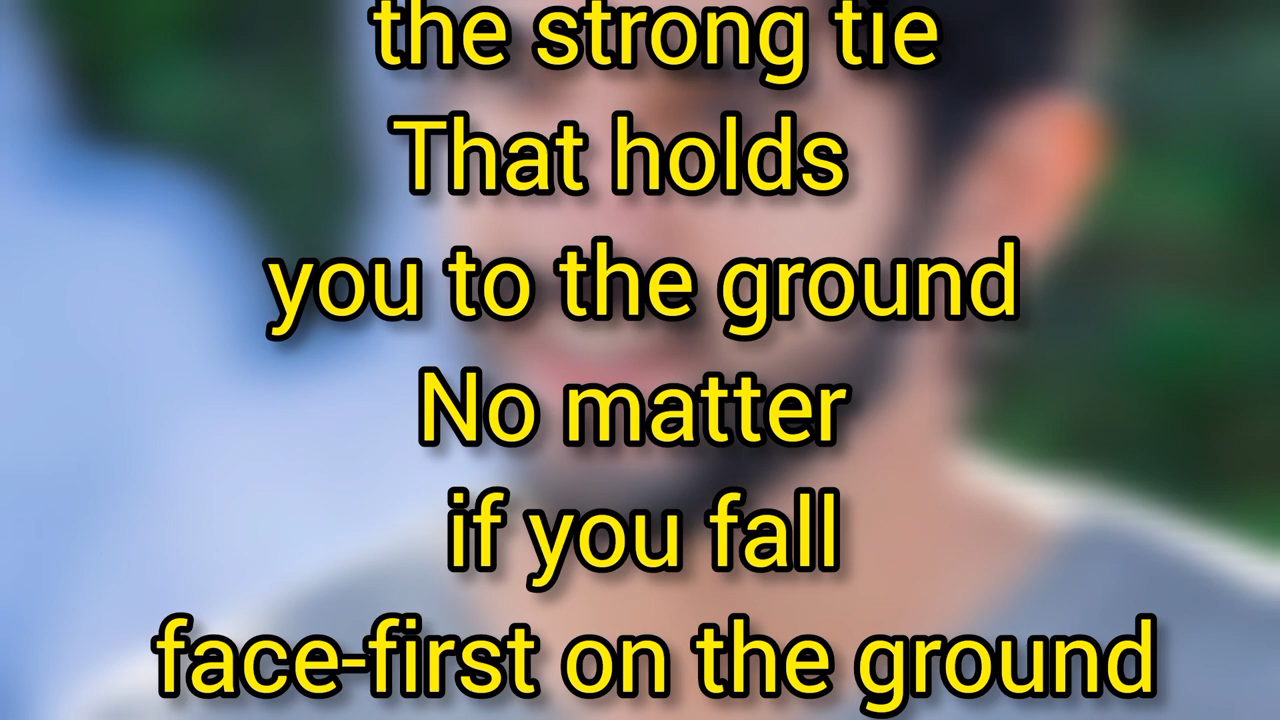 the strong tie
That holds
you to the ground
No matter
if you fall
face-first on the ground